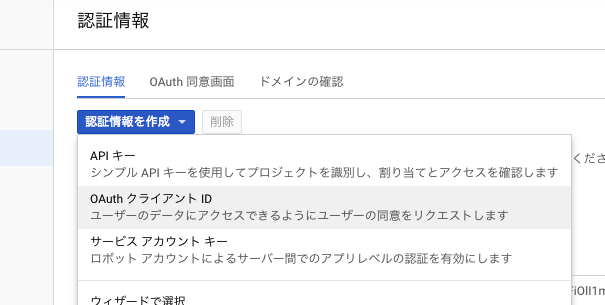 認証情報
認証情報 OAuth 同意画面 ドメインの確認
認証情報を作成 削除
API キー
シンプル API キーを使用してプロジェクトを識別し、割り当てとアクセスを確認します
くださ
OAuth クライアント ID
ユーザーのデータにアクセスできるようにユーザーの同意をリクエストします
サービス アカウント キー
ロボット アカウントによるサーバー間でのアプリレベルの認証を有効にします
ウィザードで選択